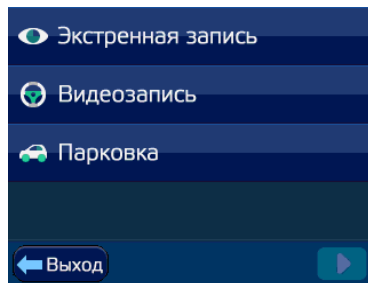 Экстренная запись
Видеозапись
Парковка
Выход